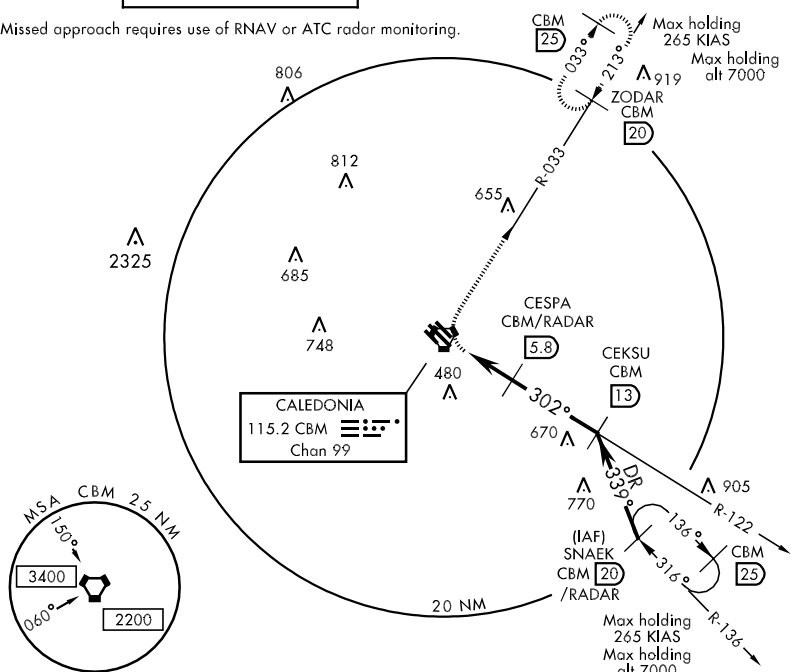 Missed approach requires use of RNAV or ATC radar monitoring.
CBM
25
033°
213°
Max holding
265 KIAS
Max holding
alt 7000
919
ZODAR
CBM
20
806
812
655
R-033
2325
685
748
CESPA
CBM/RADAR
5.8
CEKSU
CBM
13
480
302°
CALEDONIA
115.2 CBM
Chan 99
670
770
DR
339°
905
R-122
136°
(IAF)
SNAEK
CBM 20
/RADAR
316°
CBM
25
R-136
20 NM
Max holding
265 KIAS
Max holding
alt 7000
MSA CBM 25 NM
150°
3400
060°
2200